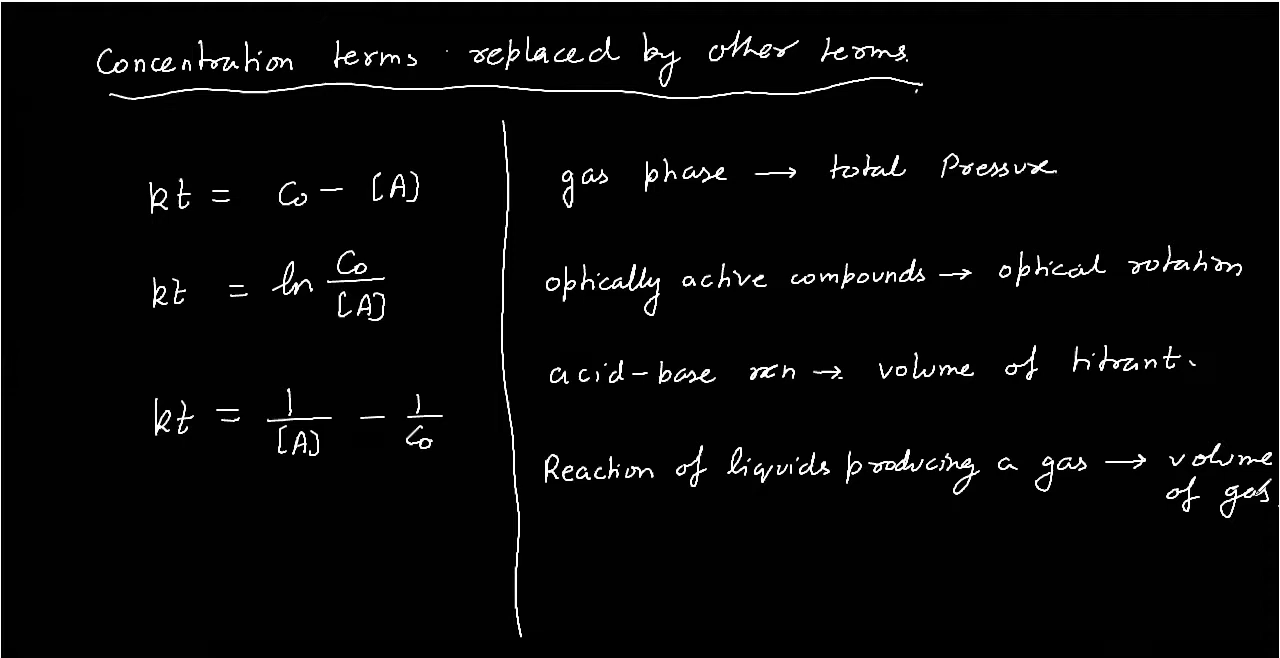 Concentration terms replaced by other terms.
kt = C₀ - [A]
kt = ln C₀/[A]
kt = 1/[A] - 1/C₀
gas phase → total Pressure
optically active compounds → optical rotation
acid-base rxn → volume of titrant.
Reaction of liquids producing a gas → volume
of gas.